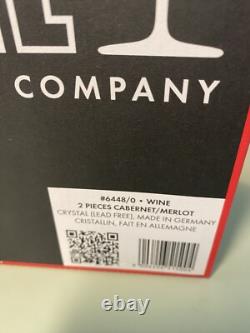 COMPANY
#6448/0 • WINE
2 PIECES CABERNET/MERLOT
CRYSTAL (LEAD FREE), MADE IN GERMANY
CRISTALLIN, FAIT EN ALLEMAGNE